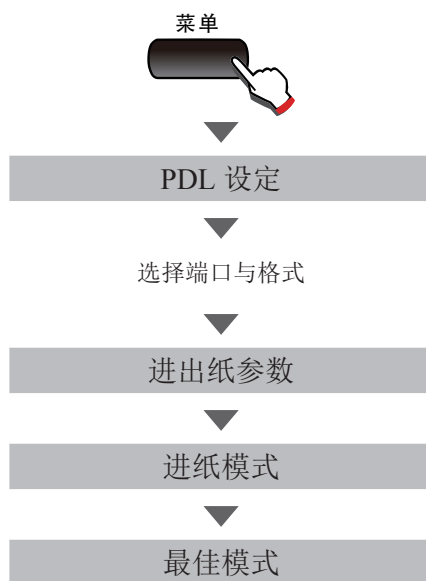 菜单
PDL 设定
选择端口与格式
进出纸参数
进纸模式
最佳模式